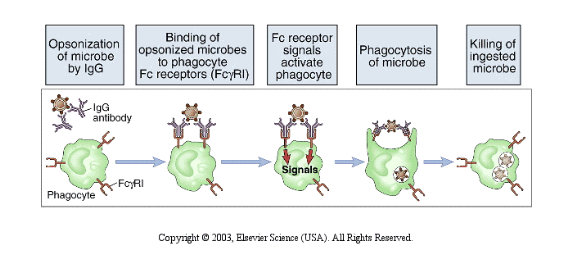 Opsonization
of microbe
by IgG
Binding of
opsonized microbes
to phagocyte
Fc receptors (FcγRI)
Fc receptor
signals
activate
phagocyte
Phagocytosis
of microbe
Killing of
ingested
microbe
IgG
antibody
FcγRI
Phagocyte
Signals
Copyright © 2003, Elsevier Science (USA). All Rights Reserved.